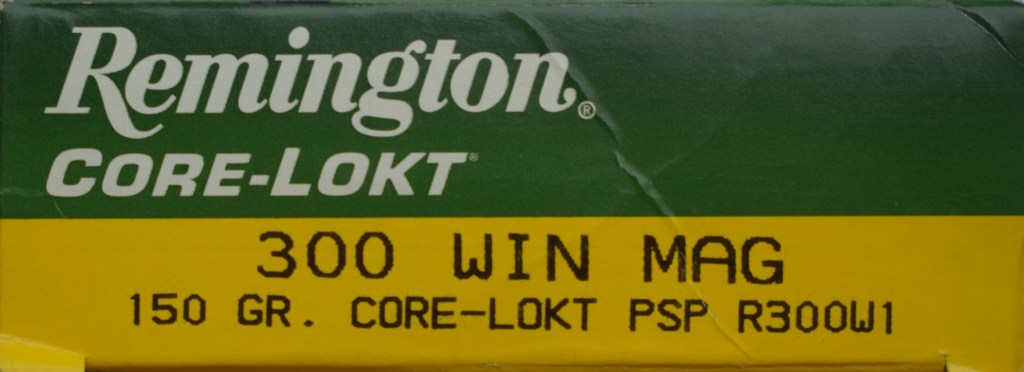 Remington®
CORE-LOKT®
300 WIN MAG
150 GR. CORE-LOKT PSP R300W1